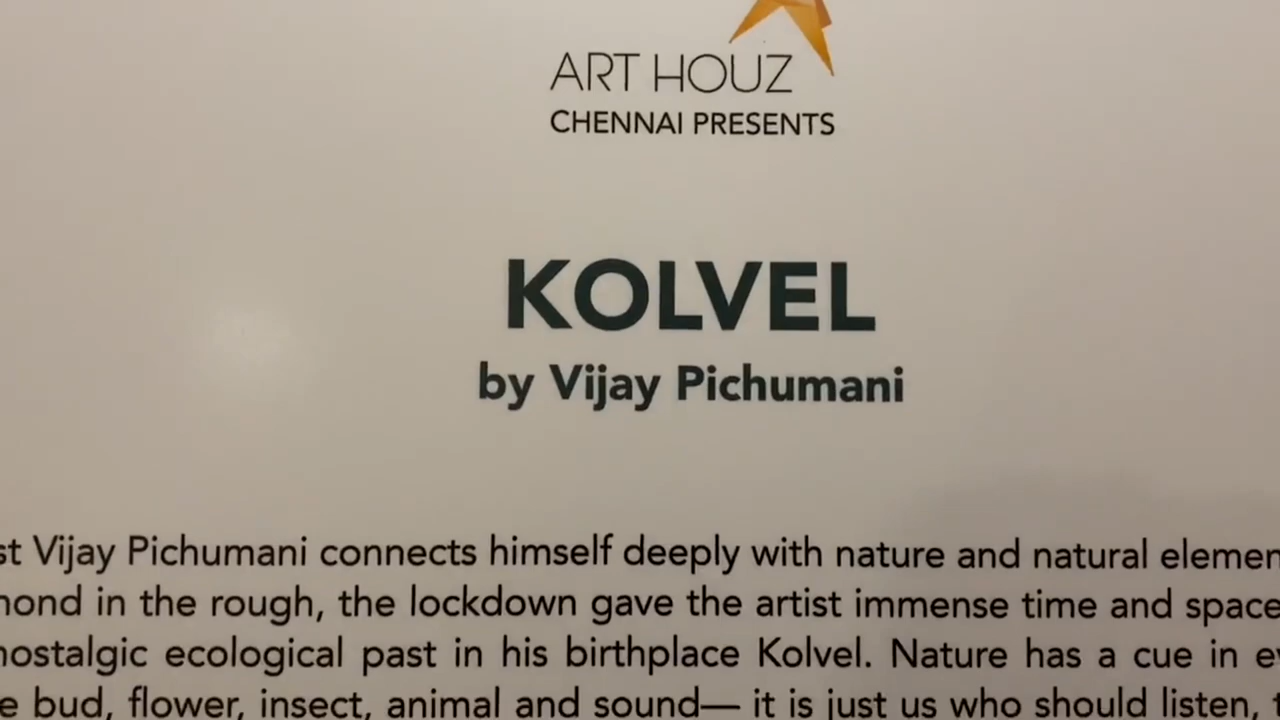 ART HOUZ
CHENNAI PRESENTS
KOLVEL
by Vijay Pichumani
Vijay Pichumani connects himself deeply with nature and natural
in the rough, the lockdown gave the artist immense time and space
nostalgic ecological past in his birthplace Kolvel. Nature has a cue in
bud, flower, insect, animal and sound— it is just us who should listen,